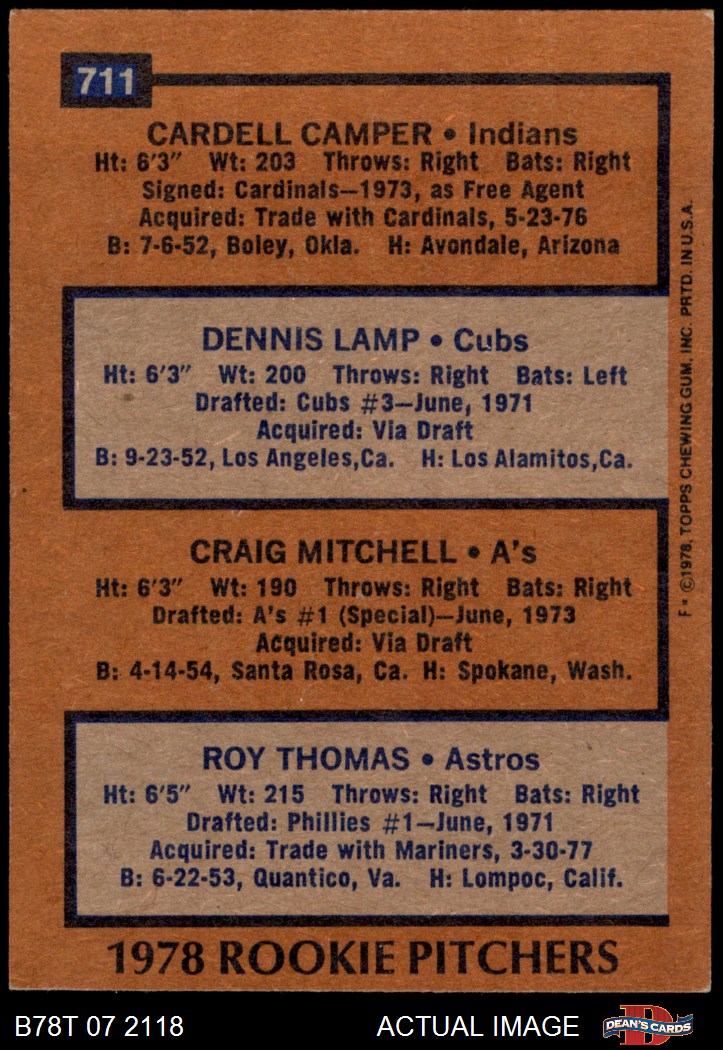 711
CARDELL CAMPER • Indians
Ht: 6'3" Wt: 203 Throws: Right Bats: Right
Signed: Cardinals—1973, as Free Agent
Acquired: Trade with Cardinals, 5-23-76
B: 7-6-52, Boley, Okla. H: Avondale, Arizona
DENNIS LAMP • Cubs
Ht: 6'3" Wt: 200 Throws: Right Bats: Left
Drafted: Cubs #3—June, 1971
Acquired: Via Draft
B: 9-23-52, Los Angeles,Ca. H: Los Alamitos,Ca.
CRAIG MITCHELL • A's
Ht: 6'3" Wt: 190 Throws: Right Bats: Right
Drafted: A's #1 (Special)—June, 1973
Acquired: Via Draft
B: 4-14-54, Santa Rosa, Ca. H: Spokane, Wash.
ROY THOMAS • Astros
Ht: 6'5" Wt: 215 Throws: Right Bats: Right
Drafted: Phillies #1—June, 1971
Acquired: Trade with Mariners, 3-30-77
B: 6-22-53, Quantico, Va. H: Lompoc, Calif.
1978 ROOKIE PITCHERS
F* ©1978, TOPPS CHEWING GUM, INC. PRTD. IN U.S.A.
B78T 07 2118 ACTUAL IMAGE D DEAN'S CARDS